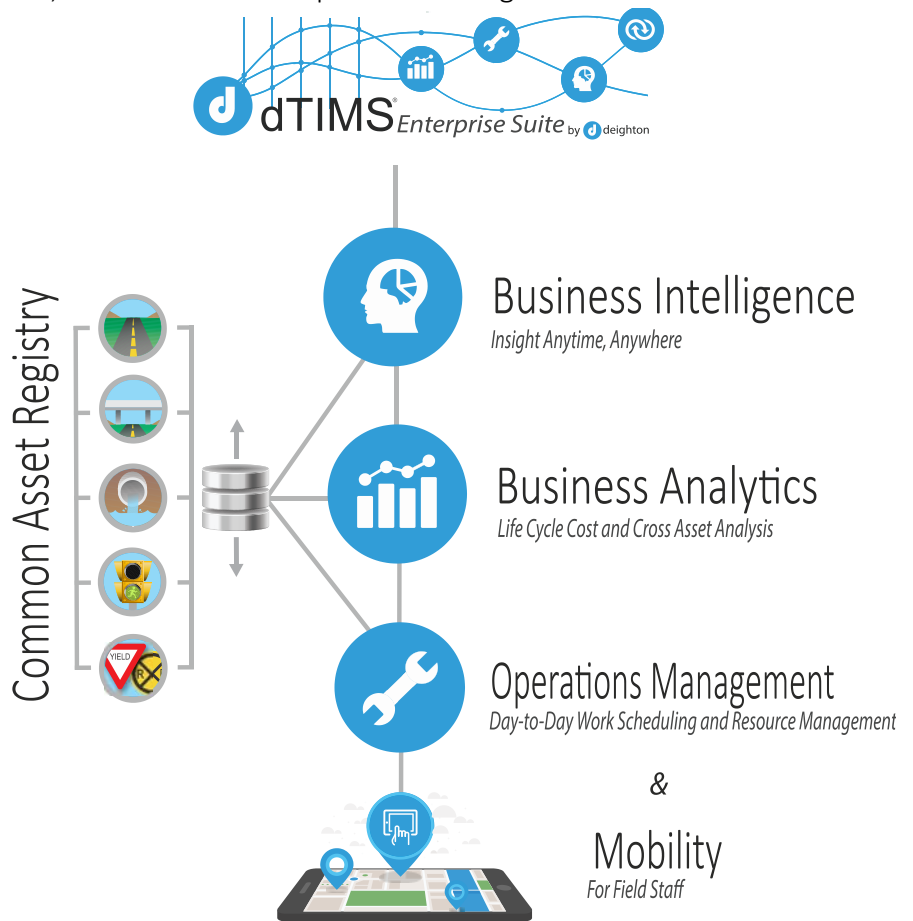 dTIMS® Enterprise Suite by deighton
Common Asset Registry
Business Intelligence
Insight Anytime, Anywhere
Business Analytics
Life Cycle Cost and Cross Asset Analysis
YIELD
R
Operations Management
Day-to-Day Work Scheduling and Resource Management
&
Mobility
For Field Staff